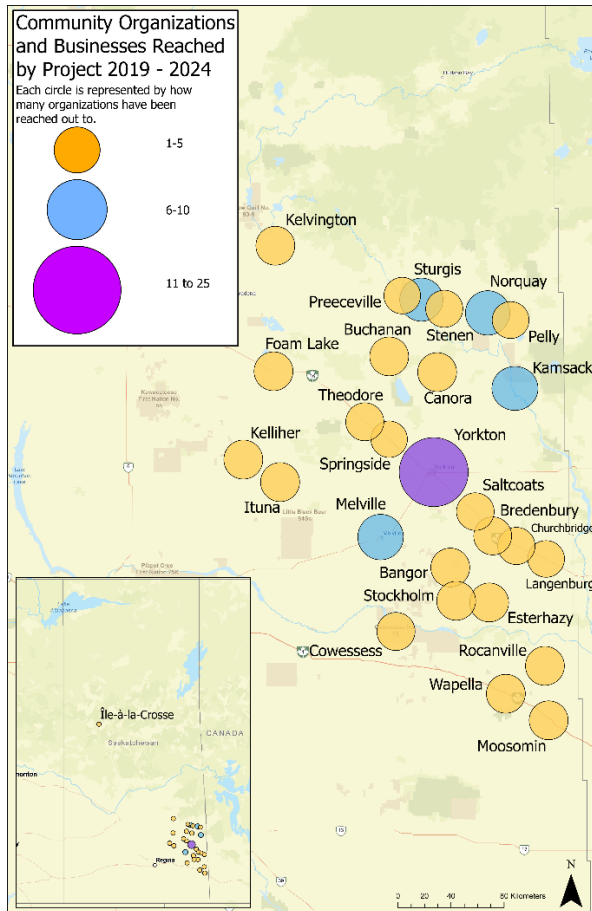 Community Organizations
and Businesses Reached
by Project 2019 - 2024
Each circle is represented by how
many organizations have been
reached out to.
1-5
6-10
11 to 25
Kelvington
Sturgis
Norquay
Preeceville
Stenen
Pelly
Buchanan
Foam Lake
Kamsack
Canora
Theodore
Kelliher
Yorkton
Springside
Saltcoats
Ituna
Bredenbury
Melville
Churchbridge
Bangor
Langenburg
Stockholm
Esterhazy
Cowessess
Rocanville
Wapella
Moosomin
Île-à-la-Crosse
CANADA
Saskatchewan
Regina
N
0 20 40 80 Kilometers